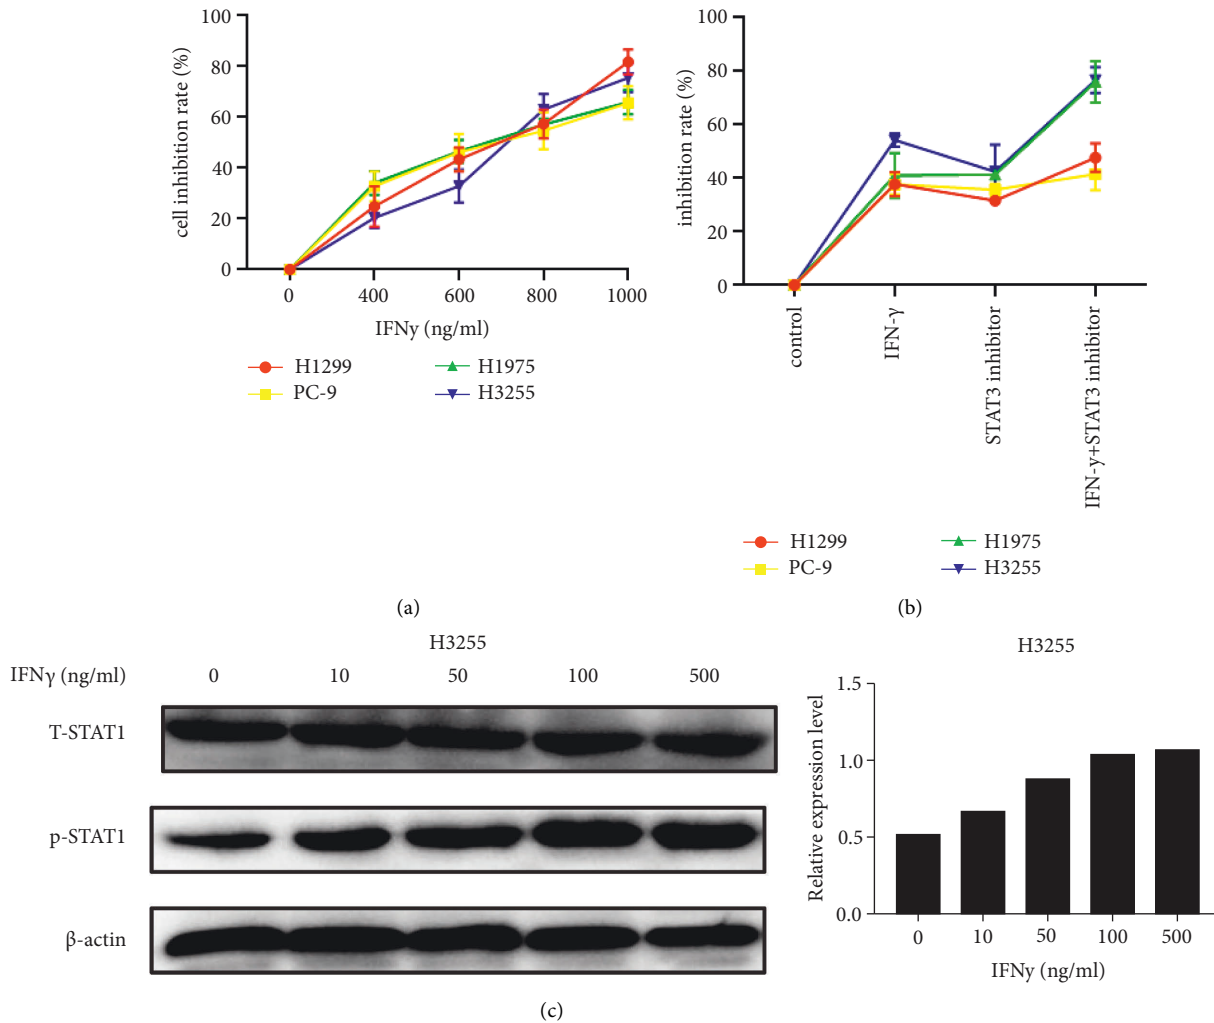 100
80
60
40
20
0
cell inhibition rate (%)
0 400 600 800 1000
IFNy (ng/ml)
H1299 H1975
PC-9 H3255
(a)
100
80
60
40
20
0
inhibition rate (%)
control
IFN-γ
STAT3 inhibitor
IFN-y+STAT3 inhibitor
H1299 H1975
PC-9 H3255
(b)
H3255
IFNγ (ng/ml) 0 10 50 100 500
T-STAT1
p-STAT1
β-actin
H3255
1.5
1.0
0.5
0.0
Relative expression level
0 10 50 100 500
IFNy (ng/ml)
(c)